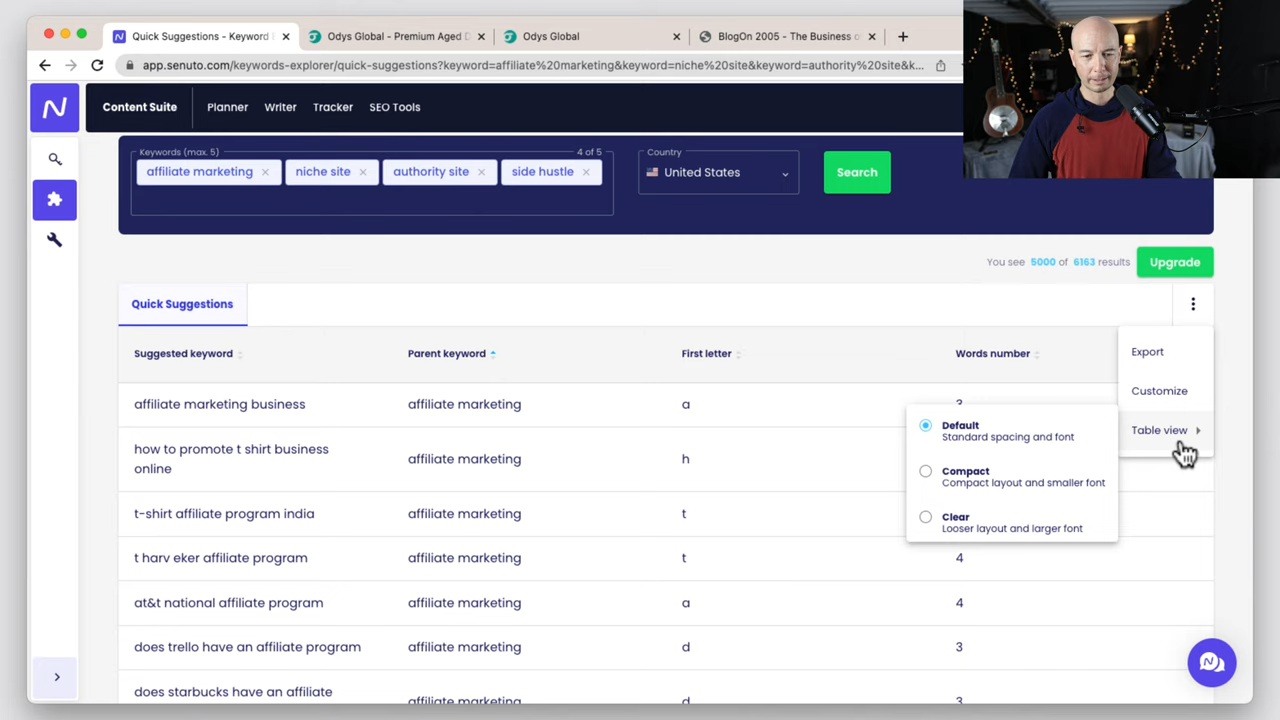 Quick Suggestions - Keyword
Odys Global - Premium Aged D
Odys Global
BlogOn 2005 - The Business o
app.senuto.com/keywords-explorer/quick-suggestions?keyword=affiliate%20marketing&keyword=niche%20site&keyword=authority%20site&k...
Content Suite
Planner
Writer
Tracker
SEO Tools
Keywords (max. 5)
4 of 5
affiliate marketing
niche site
authority site
side hustle
Country
United States
Search
You see 5000 of 6163 results
Upgrade
Quick Suggestions
Export
Customize
Table view
Default
Standard spacing and font
Compact
Compact layout and smaller font
Clear
Looser layout and larger font
Suggested keyword
Parent keyword
First letter
Words number
affiliate marketing business
affiliate marketing
a
3
how to promote t shirt business
online
affiliate marketing
h
t-shirt affiliate program india
affiliate marketing
t
t harv eker affiliate program
affiliate marketing
t
4
at&t national affiliate program
affiliate marketing
a
4
does trello have an affiliate program
affiliate marketing
d
3
does starbucks have an affiliate
affiliate marketing
d
3